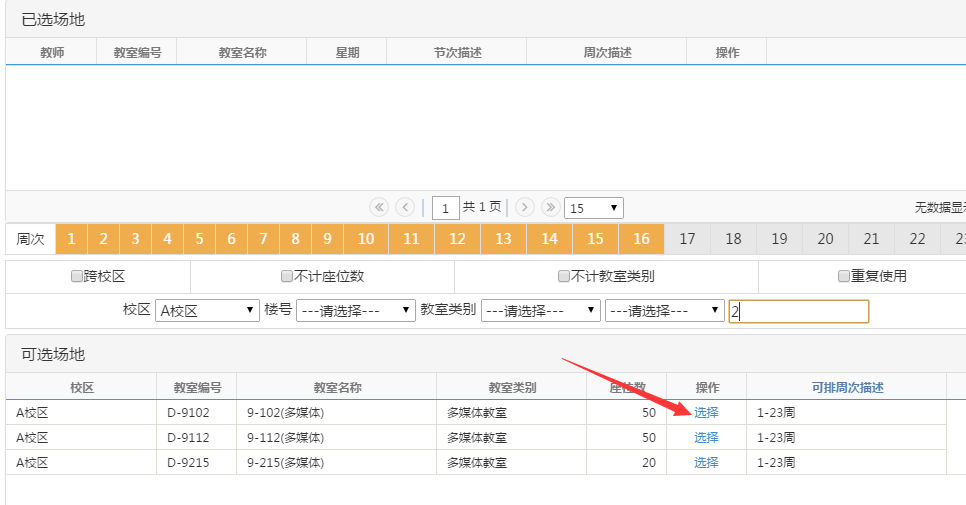 已选场地
教师 教室编号 教室名称 星期 节次描述 周次描述 操作
1 共 1 页 15 无数据显示
周次 1 2 3 4 5 6 7 8 9 10 11 12 13 14 15 16 17 18 19 20 21 22 23
跨校区 不计座位数 不计教室类别 重复使用
校区 A校区 楼号 ---请选择--- 教室类别 ---请选择--- ---请选择--- 2
可选场地
校区 教室编号 教室名称 教室类别 座位数 操作 可排周次描述
A校区 D-9102 9-102(多媒体) 多媒体教室 50 选择 1-23周
A校区 D-9112 9-112(多媒体) 多媒体教室 50 选择 1-23周
A校区 D-9215 9-215(多媒体) 多媒体教室 20 选择 1-23周